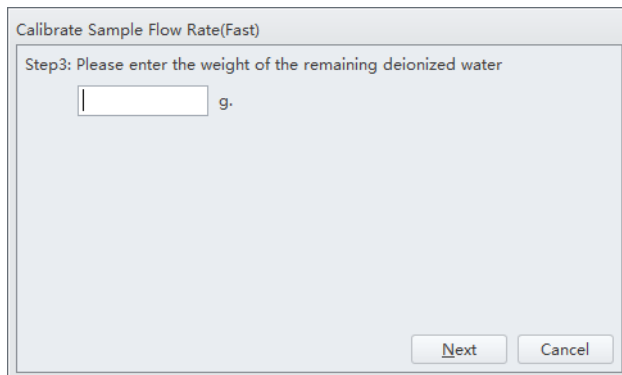 Calibrate Sample Flow Rate(Fast)
Step3: Please enter the weight of the remaining deionized water
g.
Next Cancel